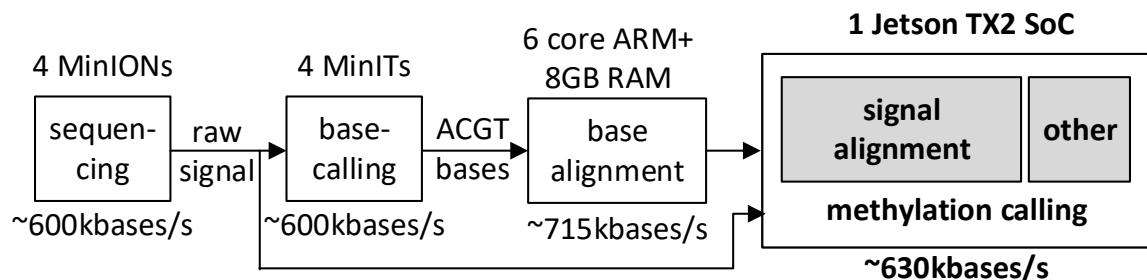 4 MinIONs
sequen-
cing
~600kbases/s
raw
signal
4 MinITs
base-
calling
~600kbases/s
ACGT
bases
6 core ARM+
8GB RAM
base
alignment
~715kbases/s
1 Jetson TX2 SoC
signal
alignment
other
methylation calling
~630kbases/s